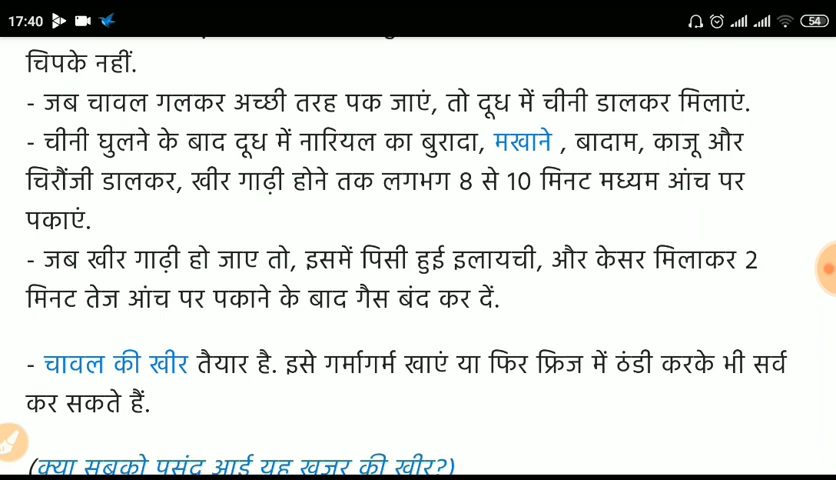 17:40
54
चिपके नहीं.
- जब चावल गलकर अच्छी तरह पक जाएं, तो दूध में चीनी डालकर मिलाएं.
- चीनी घुलने के बाद दूध में नारियल का बुरादा, मखाने , बादाम, काजू और
चिरौंजी डालकर, खीर गाढ़ी होने तक लगभग 8 से 10 मिनट मध्यम आंच पर
पकाएं.
- जब खीर गाढ़ी हो जाए तो, इसमें पिसी हुई इलायची, और केसर मिलाकर 2
मिनट तेज आंच पर पकाने के बाद गैस बंद कर दें.
- चावल की खीर तैयार है. इसे गर्मागर्म खाएं या फिर फ्रिज में ठंडी करके भी सर्व
कर सकते हैं.
(क्या सबको पसंद आई यह खजूर की खीर?)